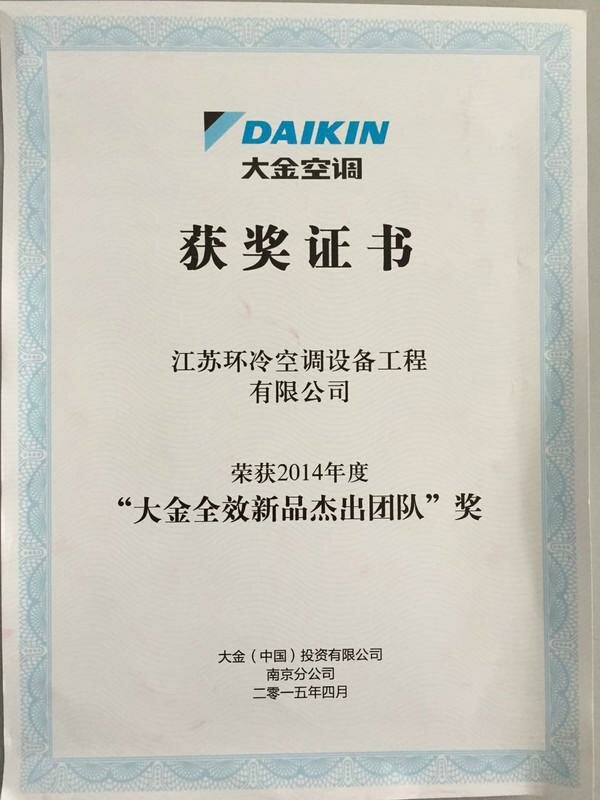 DAIKIN
大金空调
获奖证书
江苏环冷空调设备工程
有限公司
荣获2014年度
“大金全效新品杰出团队”奖
大金（中国）投资有限公司
南京分公司
二零一五年四月